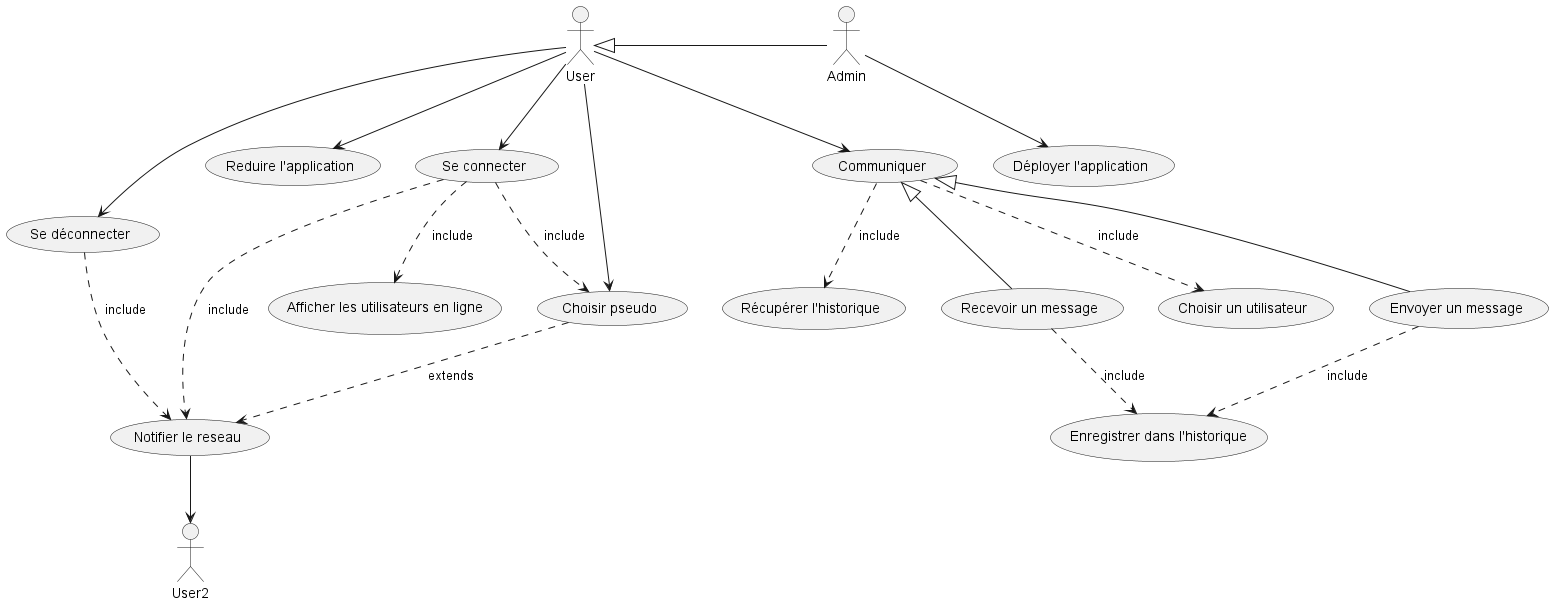 User
Admin
Reduire l'application
Se connecter
Communiquer
Déployer l'application
Se déconnecter
include
include
include
include
Afficher les utilisateurs en ligne
Choisir pseudo
Récupérer l'historique
Recevoir un message
Choisir un utilisateur
Envoyer un message
include
include
extends
include
include
Notifier le reseau
Enregistrer dans l'historique
User2